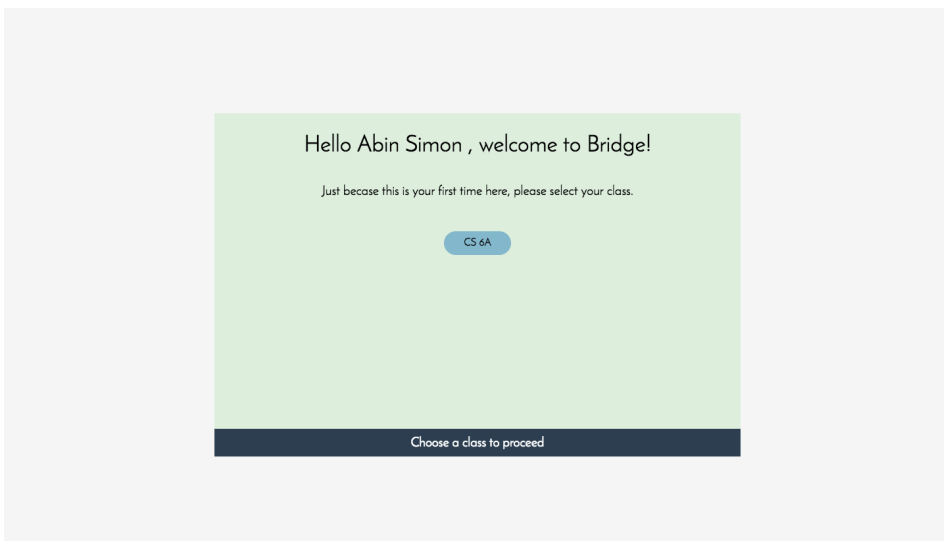 Hello Abin Simon , welcome to Bridge!
Just becase this is your first time here, please select your class.
CS 6A
Choose a class to proceed